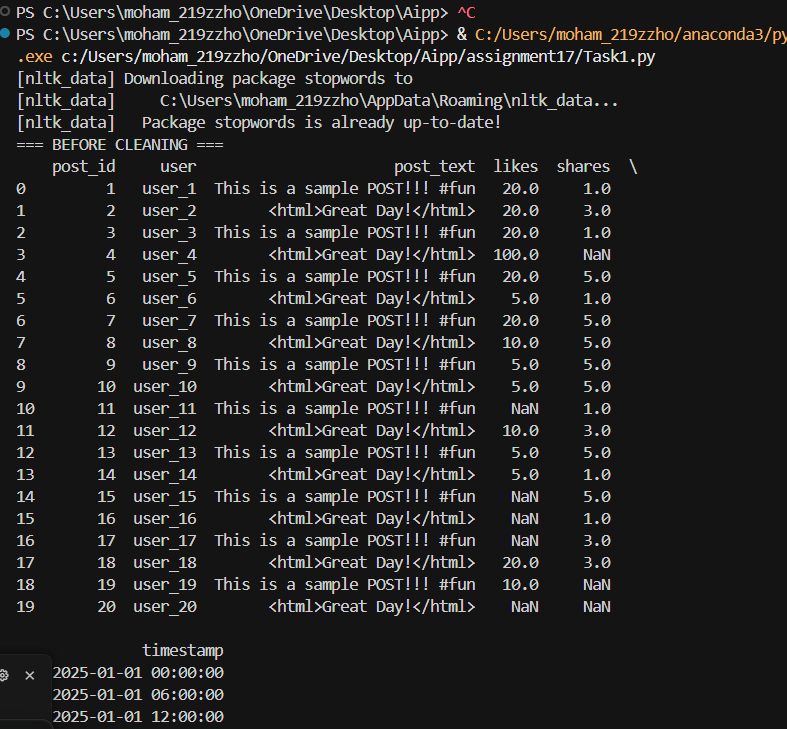 PS C:\Users\moham_219zzho\OneDrive\Desktop\Aipp> ^C
PS C:\Users\moham_219zzho\OneDrive\Desktop\Aipp> & C:/Users/moham_219zzho/anaconda3/py
.exe c:/Users/moham_219zzho/OneDrive/Desktop/Aipp/assignment17/Task1.py
[nltk_data] Downloading package stopwords to
[nltk_data]     C:\Users\moham_219zzho\AppData\Roaming\nltk_data...
[nltk_data]   Package stopwords is already up-to-date!
=== BEFORE CLEANING ===
    post_id     user                      post_text  likes  shares  \
0         1   user_1  This is a sample POST!!! #fun   20.0     1.0
1         2   user_2        <html>Great Day!</html>   20.0     3.0
2         3   user_3  This is a sample POST!!! #fun   20.0     1.0
3         4   user_4        <html>Great Day!</html>  100.0     NaN
4         5   user_5  This is a sample POST!!! #fun   20.0     5.0
5         6   user_6        <html>Great Day!</html>    5.0     1.0
6         7   user_7  This is a sample POST!!! #fun   20.0     5.0
7         8   user_8        <html>Great Day!</html>   10.0     5.0
8         9   user_9  This is a sample POST!!! #fun    5.0     5.0
9        10  user_10        <html>Great Day!</html>    5.0     5.0
10       11  user_11  This is a sample POST!!! #fun    NaN     1.0
11       12  user_12        <html>Great Day!</html>   10.0     3.0
12       13  user_13  This is a sample POST!!! #fun    5.0     5.0
13       14  user_14        <html>Great Day!</html>    5.0     1.0
14       15  user_15  This is a sample POST!!! #fun    NaN     5.0
15       16  user_16        <html>Great Day!</html>    NaN     1.0
16       17  user_17  This is a sample POST!!! #fun    NaN     3.0
17       18  user_18        <html>Great Day!</html>   20.0     3.0
18       19  user_19  This is a sample POST!!! #fun   10.0     NaN
19       20  user_20        <html>Great Day!</html>    NaN     NaN
              timestamp
2025-01-01 00:00:00
2025-01-01 06:00:00
2025-01-01 12:00:00